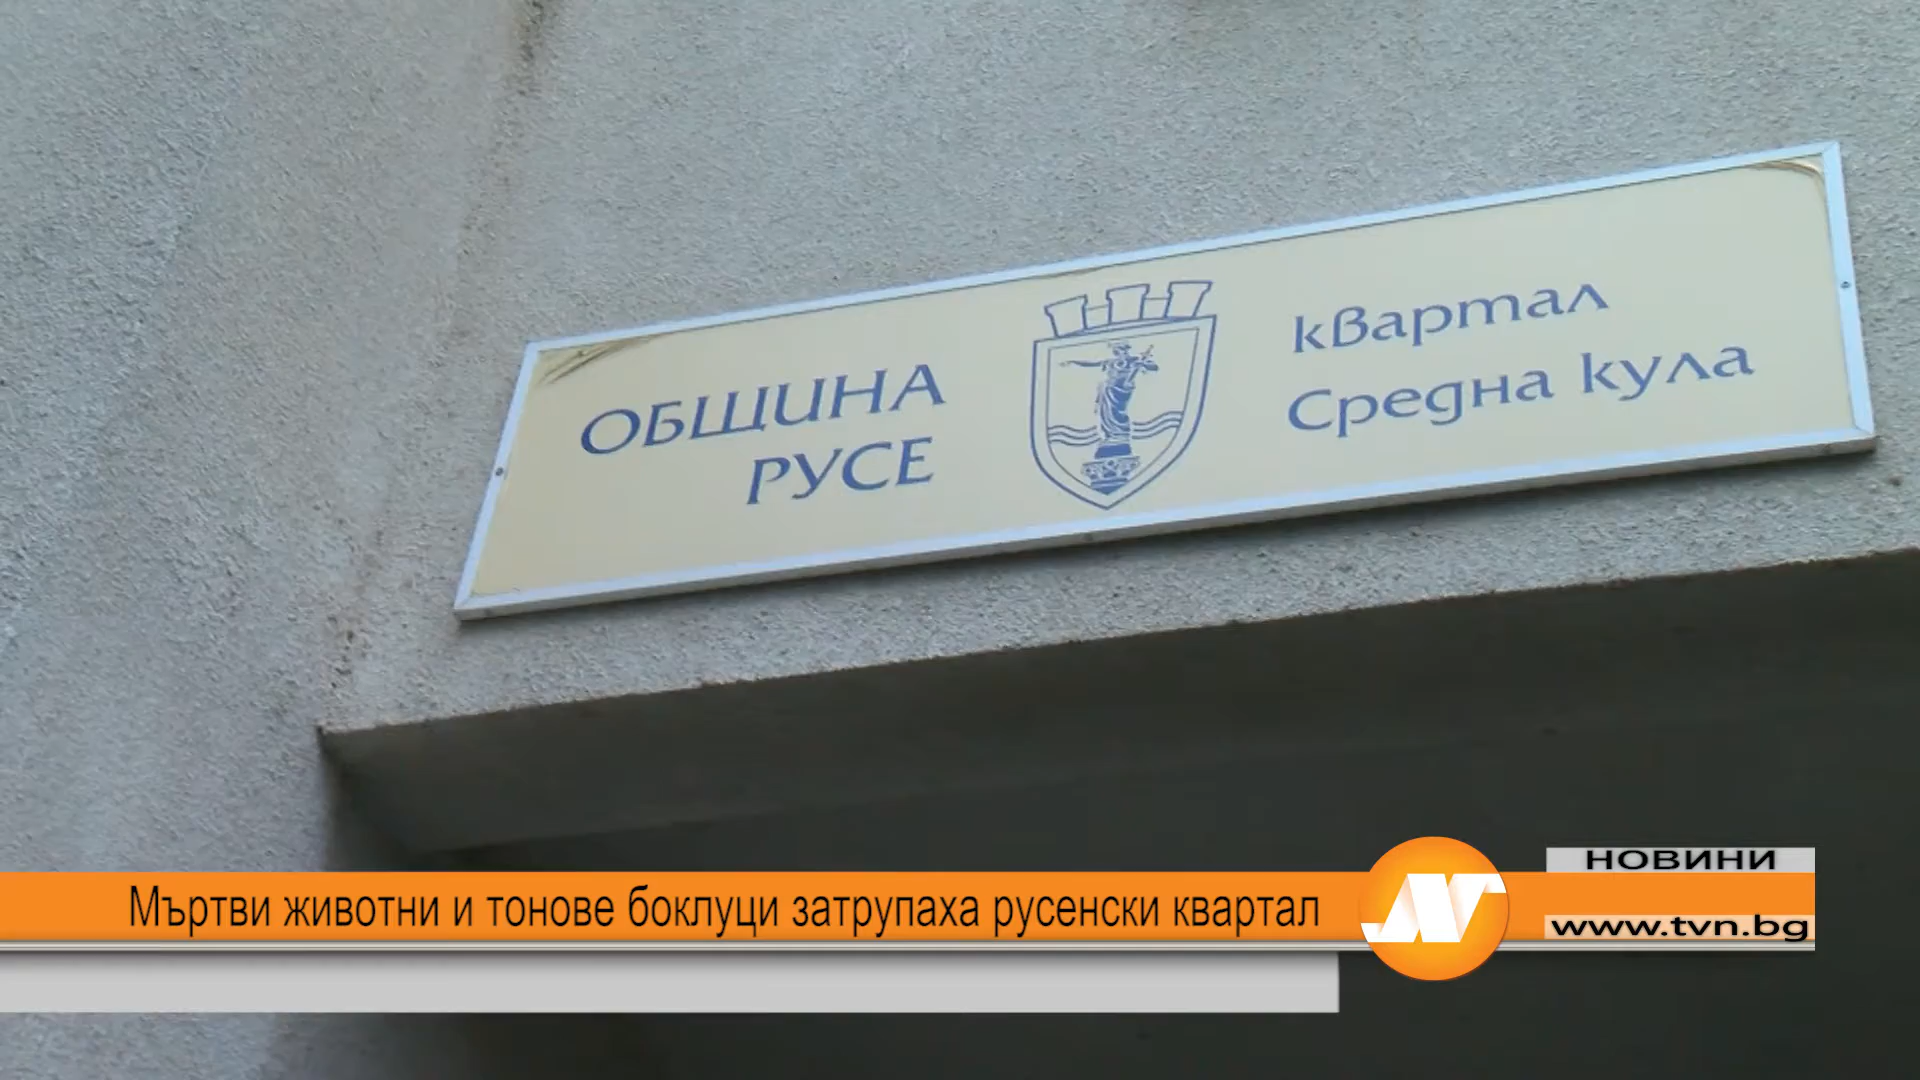 ОБЩИНА
РУСЕ
квартал
Средна кула
НОВИНИ
Мъртви животни и тонове боклуци затрупаха русенски квартал
www.tvn.bg